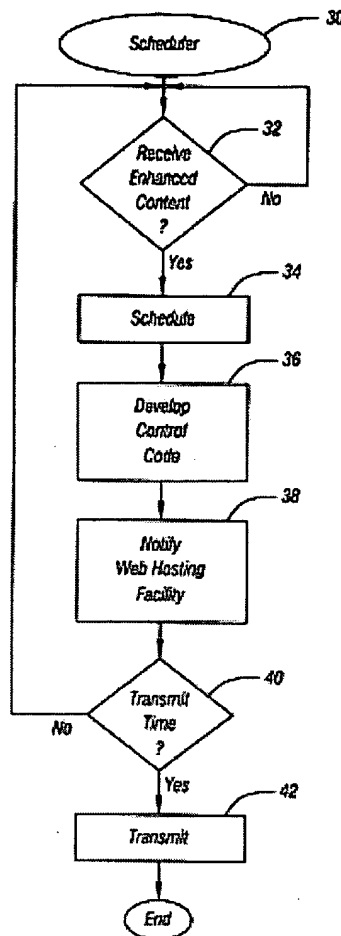 Scheduler
30
Receive
Enhanced
Content
?
32
No
Yes
Schedule
34
Develop
Control
Code
36
Notify
Web Hosting
Facility
38
Transmit
Time
?
40
No
Yes
Transmit
42
End